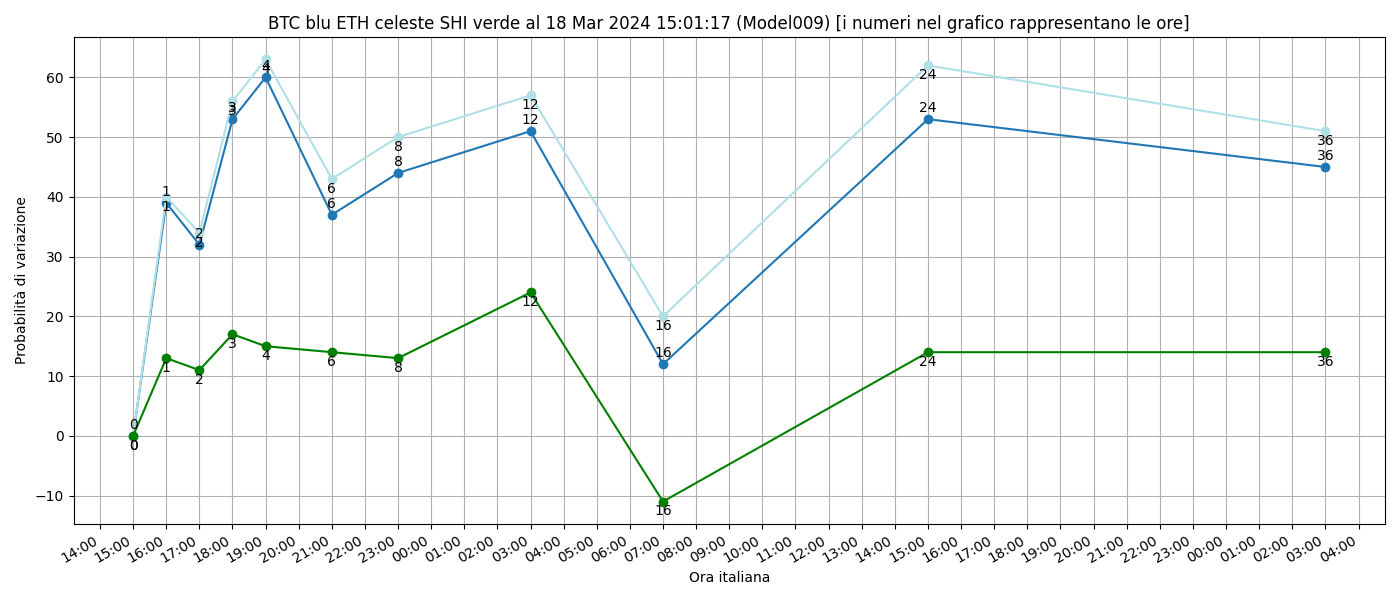 BTC blu ETH celeste SHI verde al 18 Mar 2024 15:01:17 (Model009) [i numeri nel grafico rappresentano le ore]
Probabilità di variazione
60
50
40
30
20
10
0
−10
0 1 2 3 4 6 8 12 16 24 36
0 1 2 3 4 6 8 12 16 24 36
0 1 2 3 4 6 8 12 16 24 36
14:00 15:00 16:00 17:00 18:00 19:00 20:00 21:00 22:00 23:00 00:00 01:00 02:00 03:00 04:00 05:00 06:00 07:00 08:00 09:00 10:00 11:00 12:00 13:00 14:00 15:00 16:00 17:00 18:00 19:00 20:00 21:00 22:00 23:00 00:00 01:00 02:00 03:00 04:00
Ora italiana